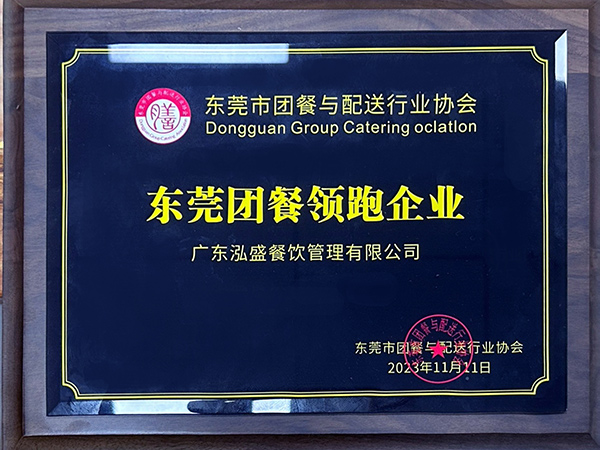 东莞市团餐与配送行业协会
Dongguan Group Catering oclatlon
东莞团餐领跑企业
广东泓盛餐饮管理有限公司
东莞市团餐与配送行业协会
2023年11月11日